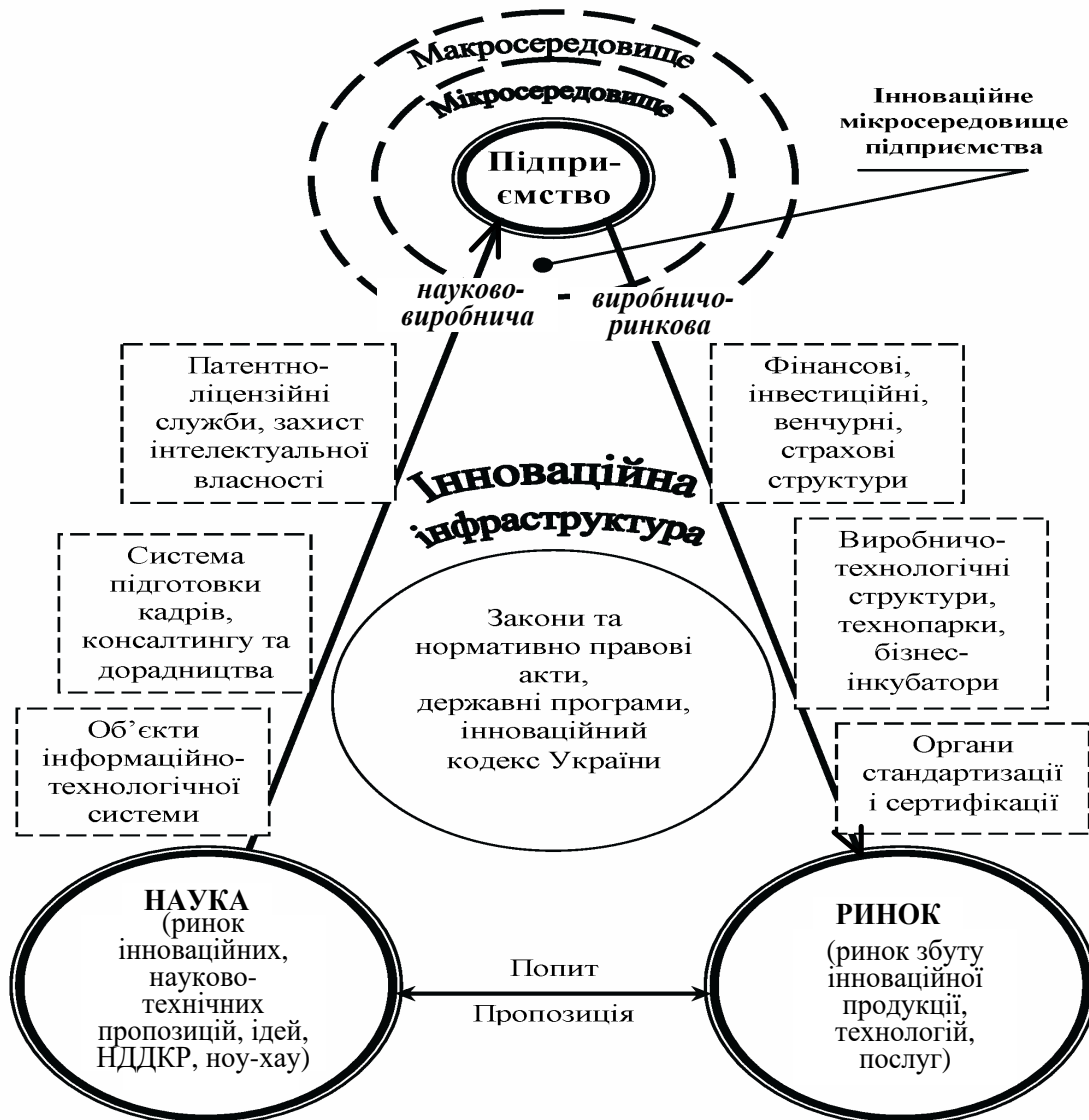 Макросередовище
Мікросередовище
Підпри-
ємство
Інноваційне
мікросередовище
підприємства
науково-
виробнича
виробничо-
ринкова
Патентно-
ліцензійні
служби, захист
інтелектуальної
власності
Фінансові,
інвестиційні,
венчурні,
страхові
структури
Інноваційна
інфраструктура
Система
підготовки
кадрів,
консалтингу та
дорадництва
Виробничо-
технологічні
структури,
технопарки,
бізнес-
інкубатори
Закони та
нормативно правові
акти,
державні програми,
інноваційний
кодекс України
Об’єкти
інформаційно-
технологічної
системи
Органи
стандартизації
і сертифікації
НАУКА
(ринок
інноваційних,
науково-
технічних
пропозицій, ідей,
НДДКР, ноу-хау)
Попит
Пропозиція
РИНОК
(ринок збуту
інноваційної
продукції,
технологій,
послуг)